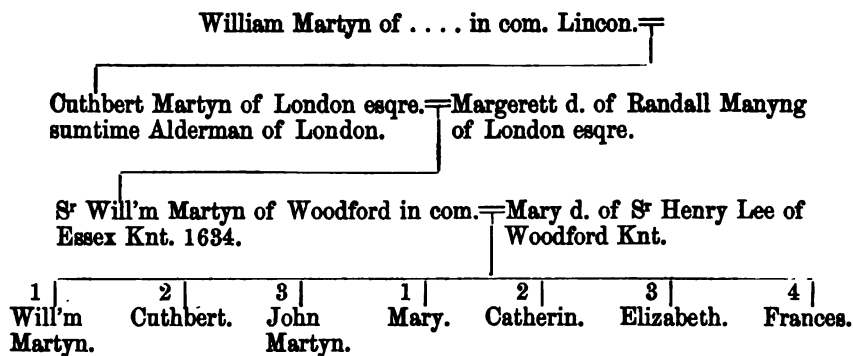 William Martyn of . . . . in com. Lincon.
Cuthbert Martyn of London esqre. Margerett d. of Randall Manyng
sumtime Alderman of London. of London esqre.
Sʳ Will'm Martyn of Woodford in com. Mary d. of Sʳ Henry Lee of
Essex Knt. 1634. Woodford Knt.
1 2 3 1 2 3 4
Will'm Cuthbert. John Mary. Catherin. Elizabeth. Frances.
Martyn. Martyn.